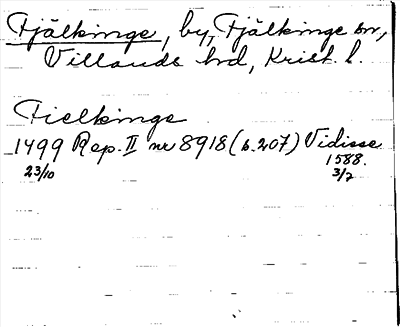 Fjälkinge, by, Fjälkinge sn,
Villands hd, Krist. l.
Fielkinge
1499 Rep. II nr 8918 (s. 207) Vidisse
23/10 1588.
3/7